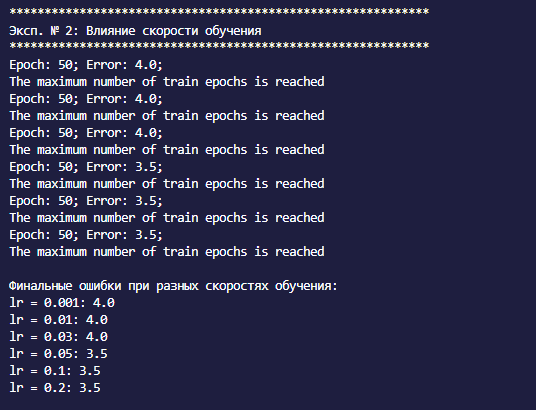 ************************************************************
Эксп. № 2: Влияние скорости обучения
************************************************************
Epoch: 50; Error: 4.0;
The maximum number of train epochs is reached
Epoch: 50; Error: 4.0;
The maximum number of train epochs is reached
Epoch: 50; Error: 4.0;
The maximum number of train epochs is reached
Epoch: 50; Error: 3.5;
The maximum number of train epochs is reached
Epoch: 50; Error: 3.5;
The maximum number of train epochs is reached
Epoch: 50; Error: 3.5;
The maximum number of train epochs is reached
Финальные ошибки при разных скоростях обучения:
lr = 0.001: 4.0
lr = 0.01: 4.0
lr = 0.03: 4.0
lr = 0.05: 3.5
lr = 0.1: 3.5
lr = 0.2: 3.5